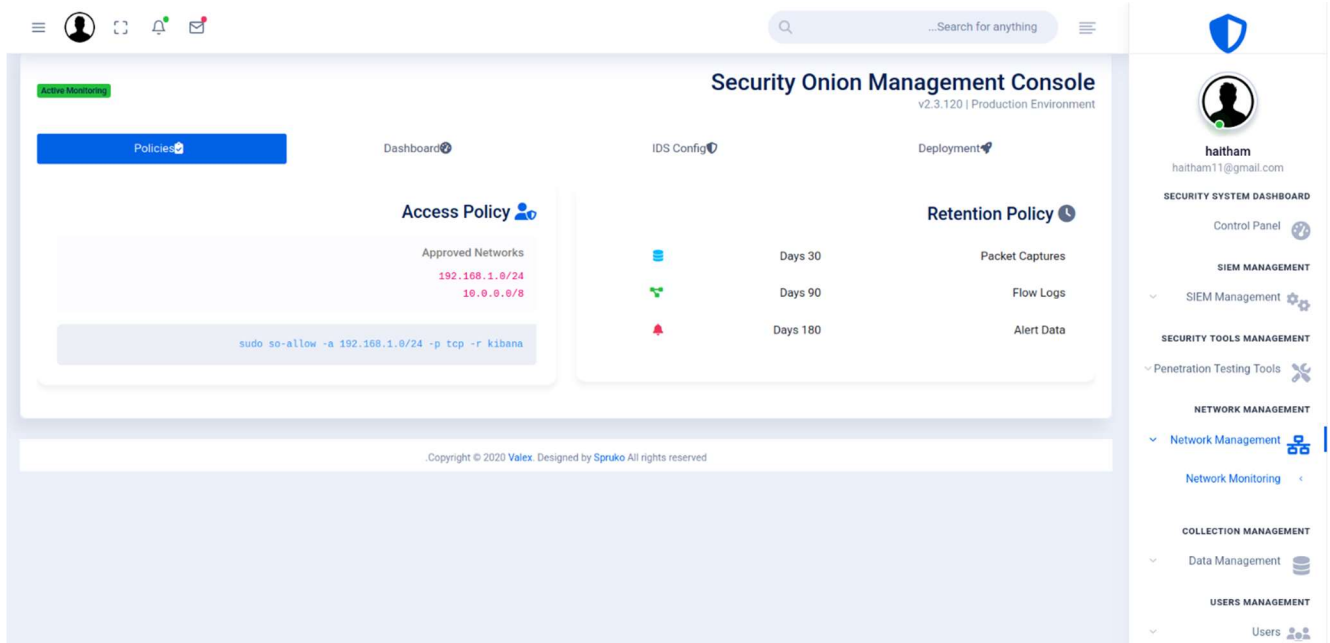 ...Search for anything
Active Monitoring
Security Onion Management Console
v2.3.120 | Production Environment
Policies
Dashboard
IDS Config
Deployment
Access Policy
Approved Networks
192.168.1.0/24
10.0.0.0/8
sudo so-allow -a 192.168.1.0/24 -p tcp -r kibana
Retention Policy
Days 30 Packet Captures
Days 90 Flow Logs
Days 180 Alert Data
.Copyright © 2020 Valex. Designed by Spruko All rights reserved
haitham
haitham11@gmail.com
SECURITY SYSTEM DASHBOARD
Control Panel
SIEM MANAGEMENT
SIEM Management
SECURITY TOOLS MANAGEMENT
Penetration Testing Tools
NETWORK MANAGEMENT
Network Management
Network Monitoring
COLLECTION MANAGEMENT
Data Management
USERS MANAGEMENT
Users